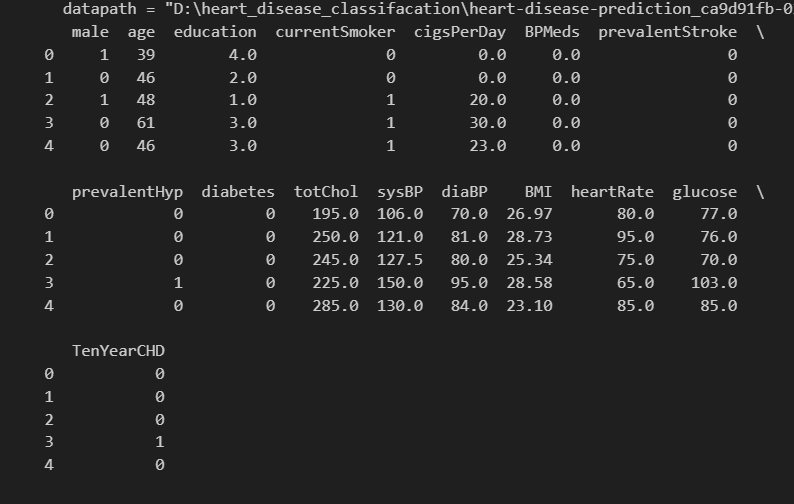 datapath = "D:\heart_disease_classifacation\heart-disease-prediction_ca9d91fb-0
male age education currentSmoker cigsPerDay BPMeds prevalentStroke \
0 1 39 4.0 0 0.0 0.0 0
1 0 46 2.0 0 0.0 0.0 0
2 1 48 1.0 1 20.0 0.0 0
3 0 61 3.0 1 30.0 0.0 0
4 0 46 3.0 1 23.0 0.0 0
prevalentHyp diabetes totChol sysBP diaBP BMI heartRate glucose \
0 0 0 195.0 106.0 70.0 26.97 80.0 77.0
1 0 0 250.0 121.0 81.0 28.73 95.0 76.0
2 0 0 245.0 127.5 80.0 25.34 75.0 70.0
3 1 0 225.0 150.0 95.0 28.58 65.0 103.0
4 0 0 285.0 130.0 84.0 23.10 85.0 85.0
TenYearCHD
0 0
1 0
2 0
3 1
4 0